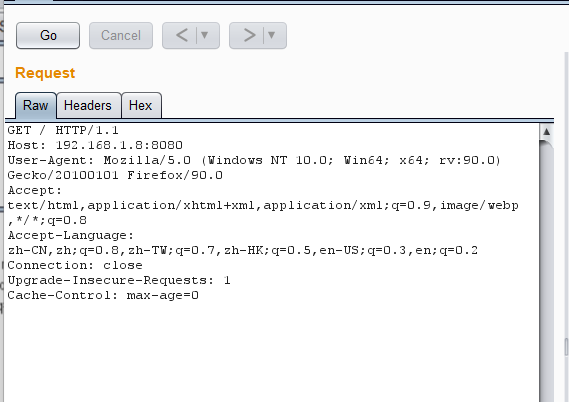 Go
Cancel
< ▼
> ▼
Request
Raw
Headers
Hex
GET / HTTP/1.1
Host: 192.168.1.8:8080
User-Agent: Mozilla/5.0 (Windows NT 10.0; Win64; x64; rv:90.0)
Gecko/20100101 Firefox/90.0
Accept:
text/html,application/xhtml+xml,application/xml;q=0.9,image/webp
,*/*;q=0.8
Accept-Language:
zh-CN,zh;q=0.8,zh-TW;q=0.7,zh-HK;q=0.5,en-US;q=0.3,en;q=0.2
Connection: close
Upgrade-Insecure-Requests: 1
Cache-Control: max-age=0